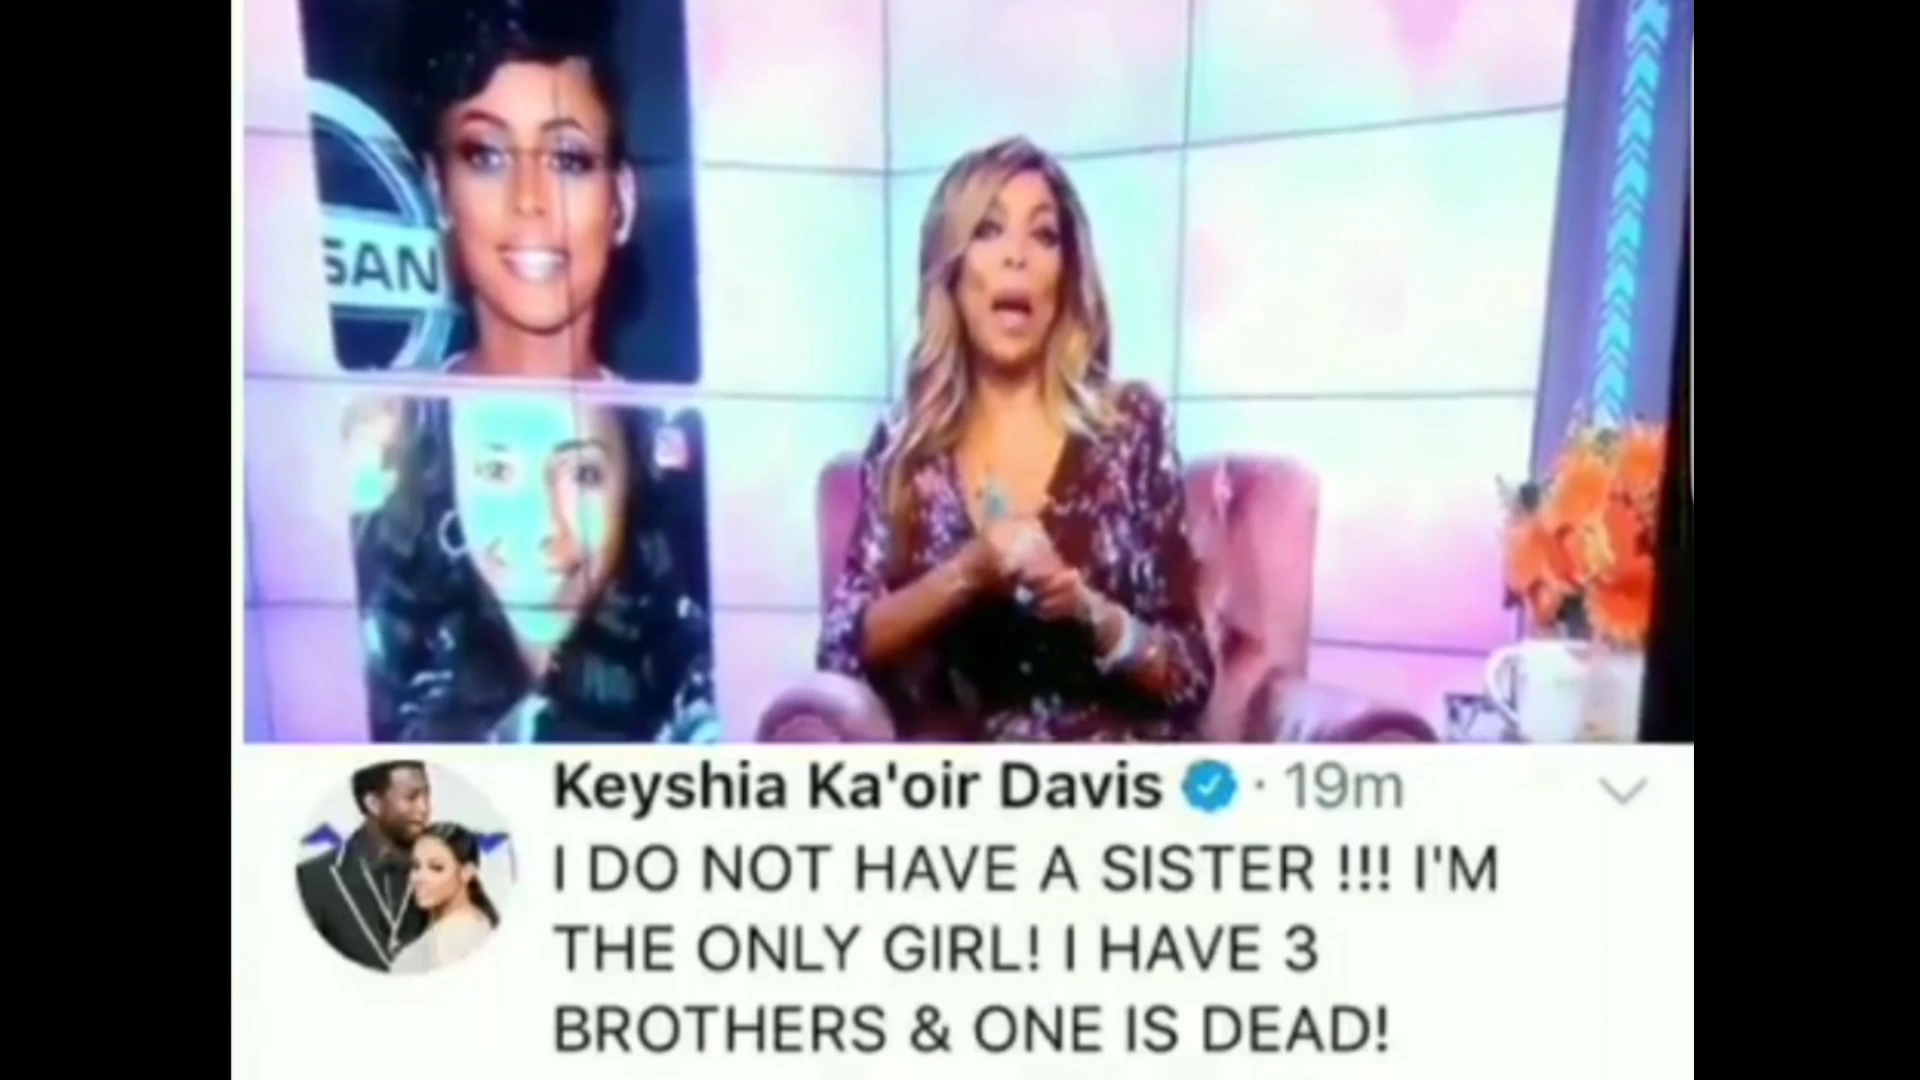 SAN
Keyshia Ka'oir Davis · 19m
I DO NOT HAVE A SISTER !!! I'M
THE ONLY GIRL! I HAVE 3
BROTHERS & ONE IS DEAD!